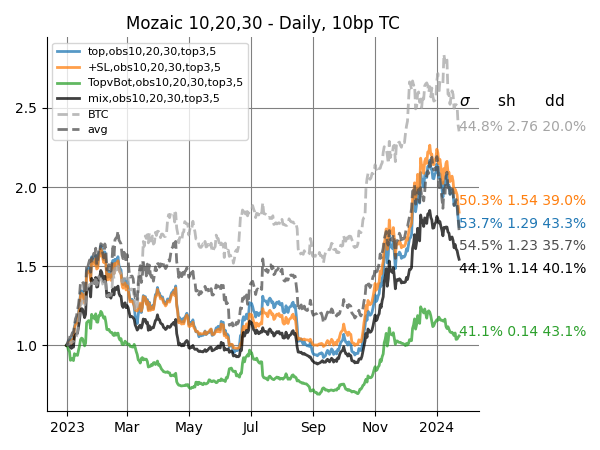 Mozaic 10,20,30 - Daily, 10bp TC
top,obs10,20,30,top3,5
+SL,obs10,20,30,top3,5
TopvBot,obs10,20,30,top3,5
mix,obs10,20,30,top3,5
BTC
avg
σ sh dd
44.8% 2.76 20.0%
50.3% 1.54 39.0%
53.7% 1.29 43.3%
54.5% 1.23 35.7%
44.1% 1.14 40.1%
41.1% 0.14 43.1%
2.5
2.0
1.5
1.0
2023 Mar May Jul Sep Nov 2024